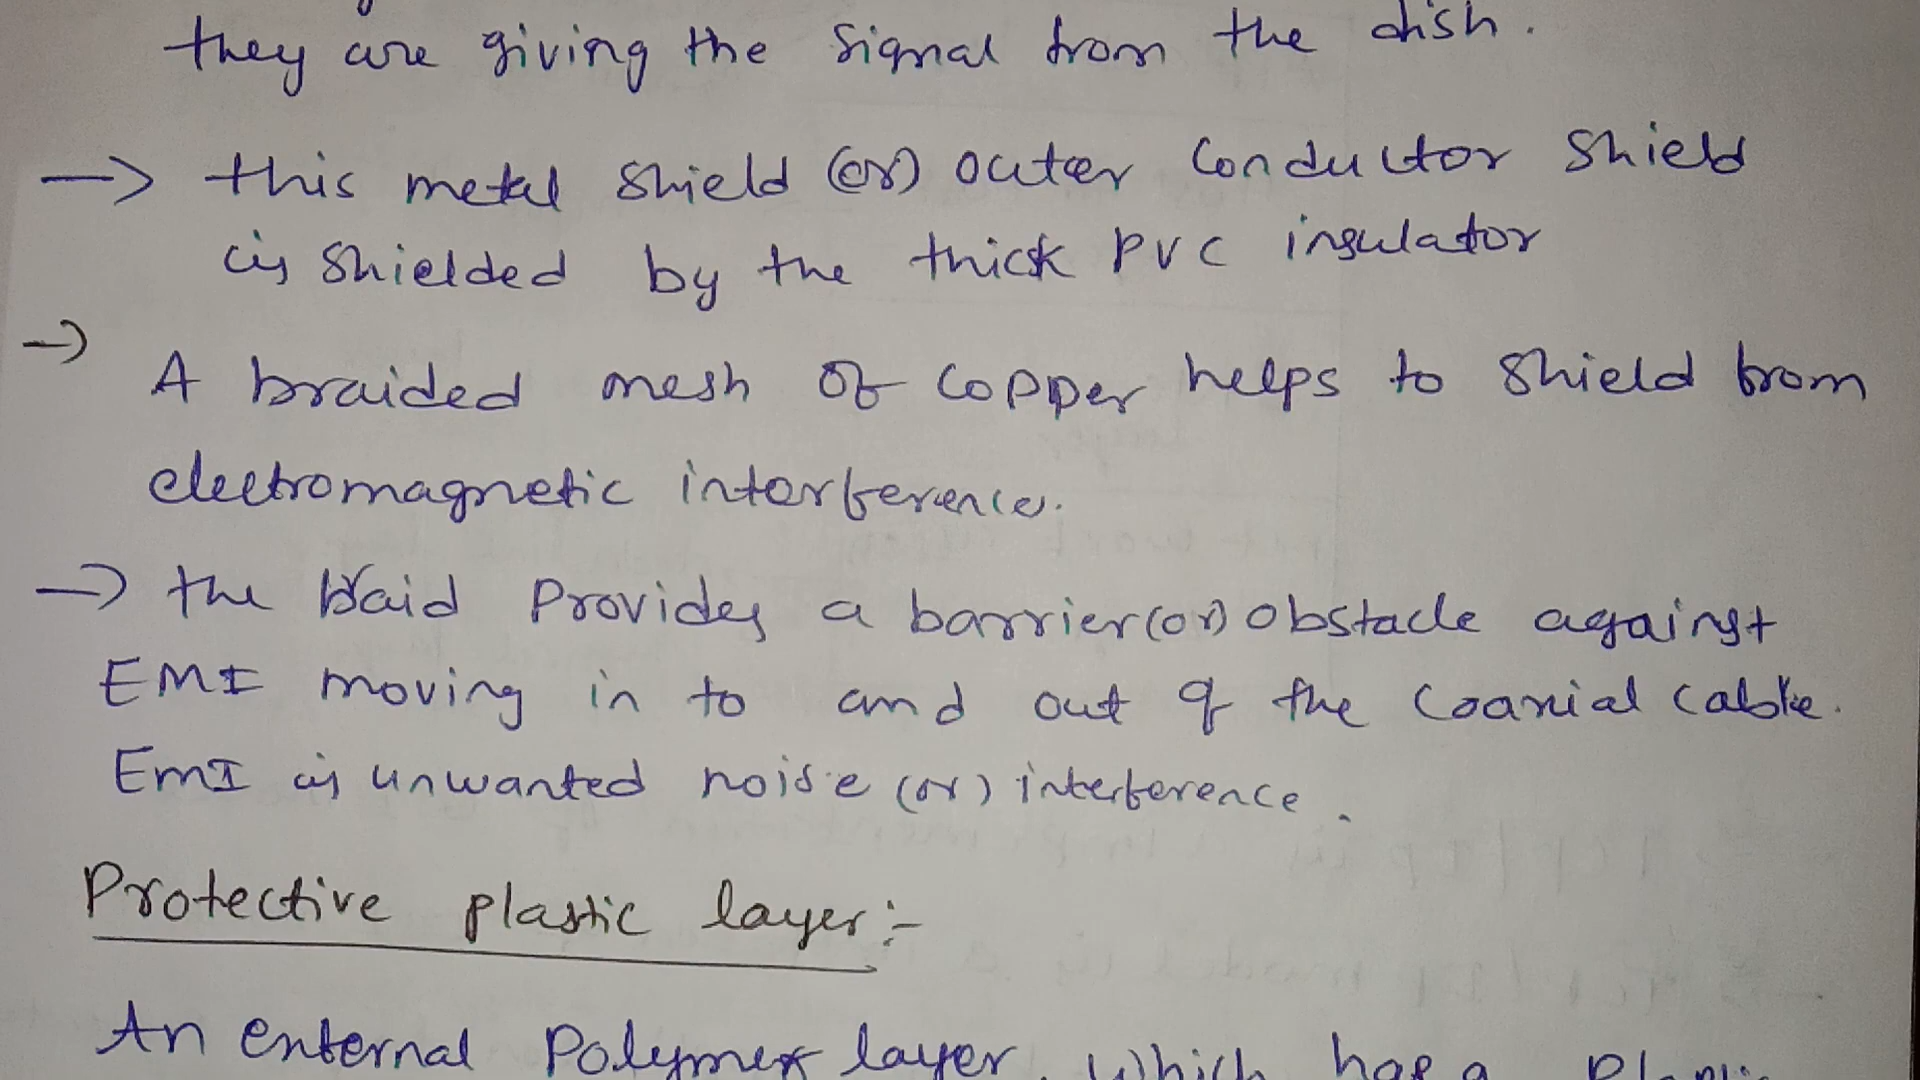 they are giving the signal from the dish.
→ this metal shield (or) outer conductor shield
is shielded by the thick PVC insulator
→
A braided mesh of copper helps to shield from
electromagnetic interference.
→ the braid provides a barrier (or) obstacle against
EMI moving in to and out of the coaxial cable.
EMI is unwanted noise (or) interference.
Protective plastic layer:-
An external polymer layer, which has a